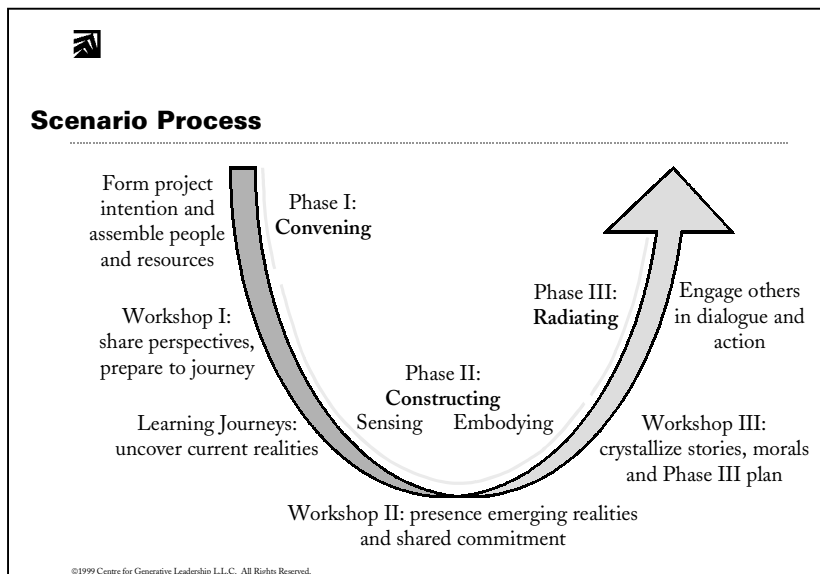 Scenario Process
Form project
intention and
assemble people
and resources
Phase I:
Convening
Workshop I:
share perspectives,
prepare to journey
Learning Journeys:
uncover current realities
Phase II:
Constructing
Sensing Embodying
Workshop II: presence emerging realities
and shared commitment
Phase III:
Radiating
Engage others
in dialogue and
action
Workshop III:
crystallize stories, morals
and Phase III plan
©1999 Centre for Generative Leadership L.L.C. All Rights Reserved.